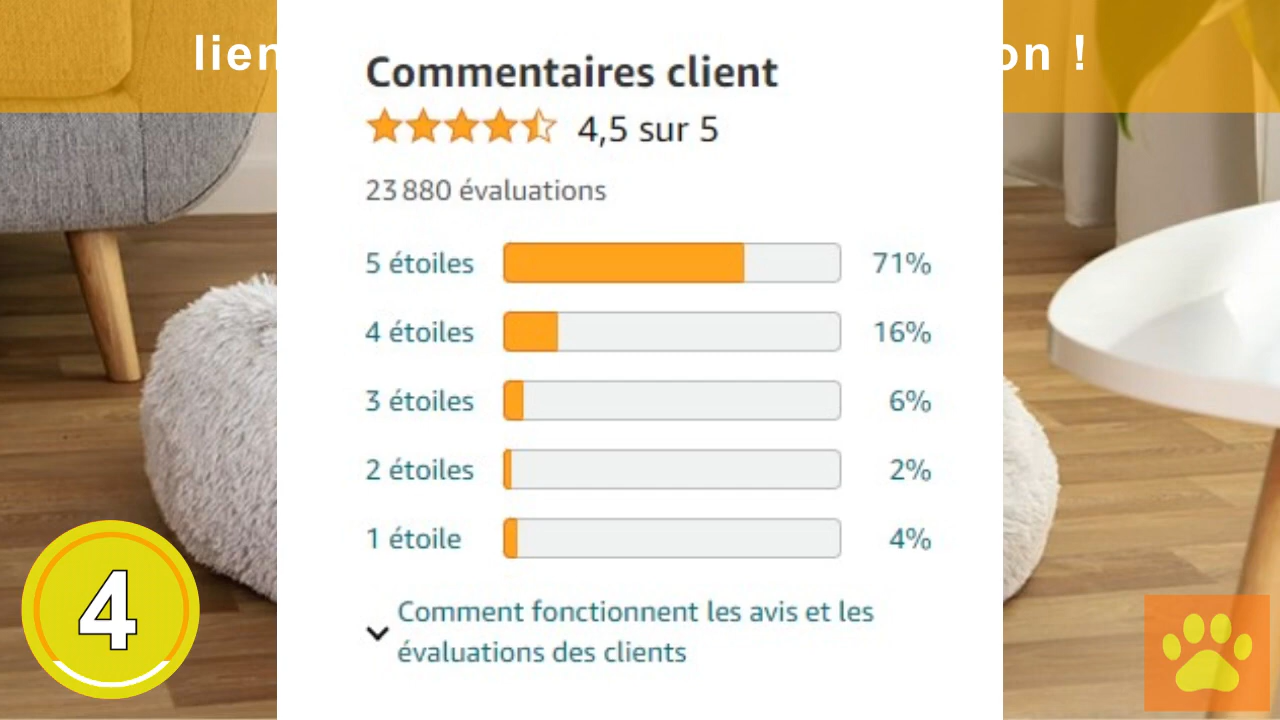 lien on !
Commentaires client
4,5 sur 5
23 880 évaluations
5 étoiles 71%
4 étoiles 16%
3 étoiles 6%
2 étoiles 2%
1 étoile 4%
Comment fonctionnent les avis et les
évaluations des clients
4